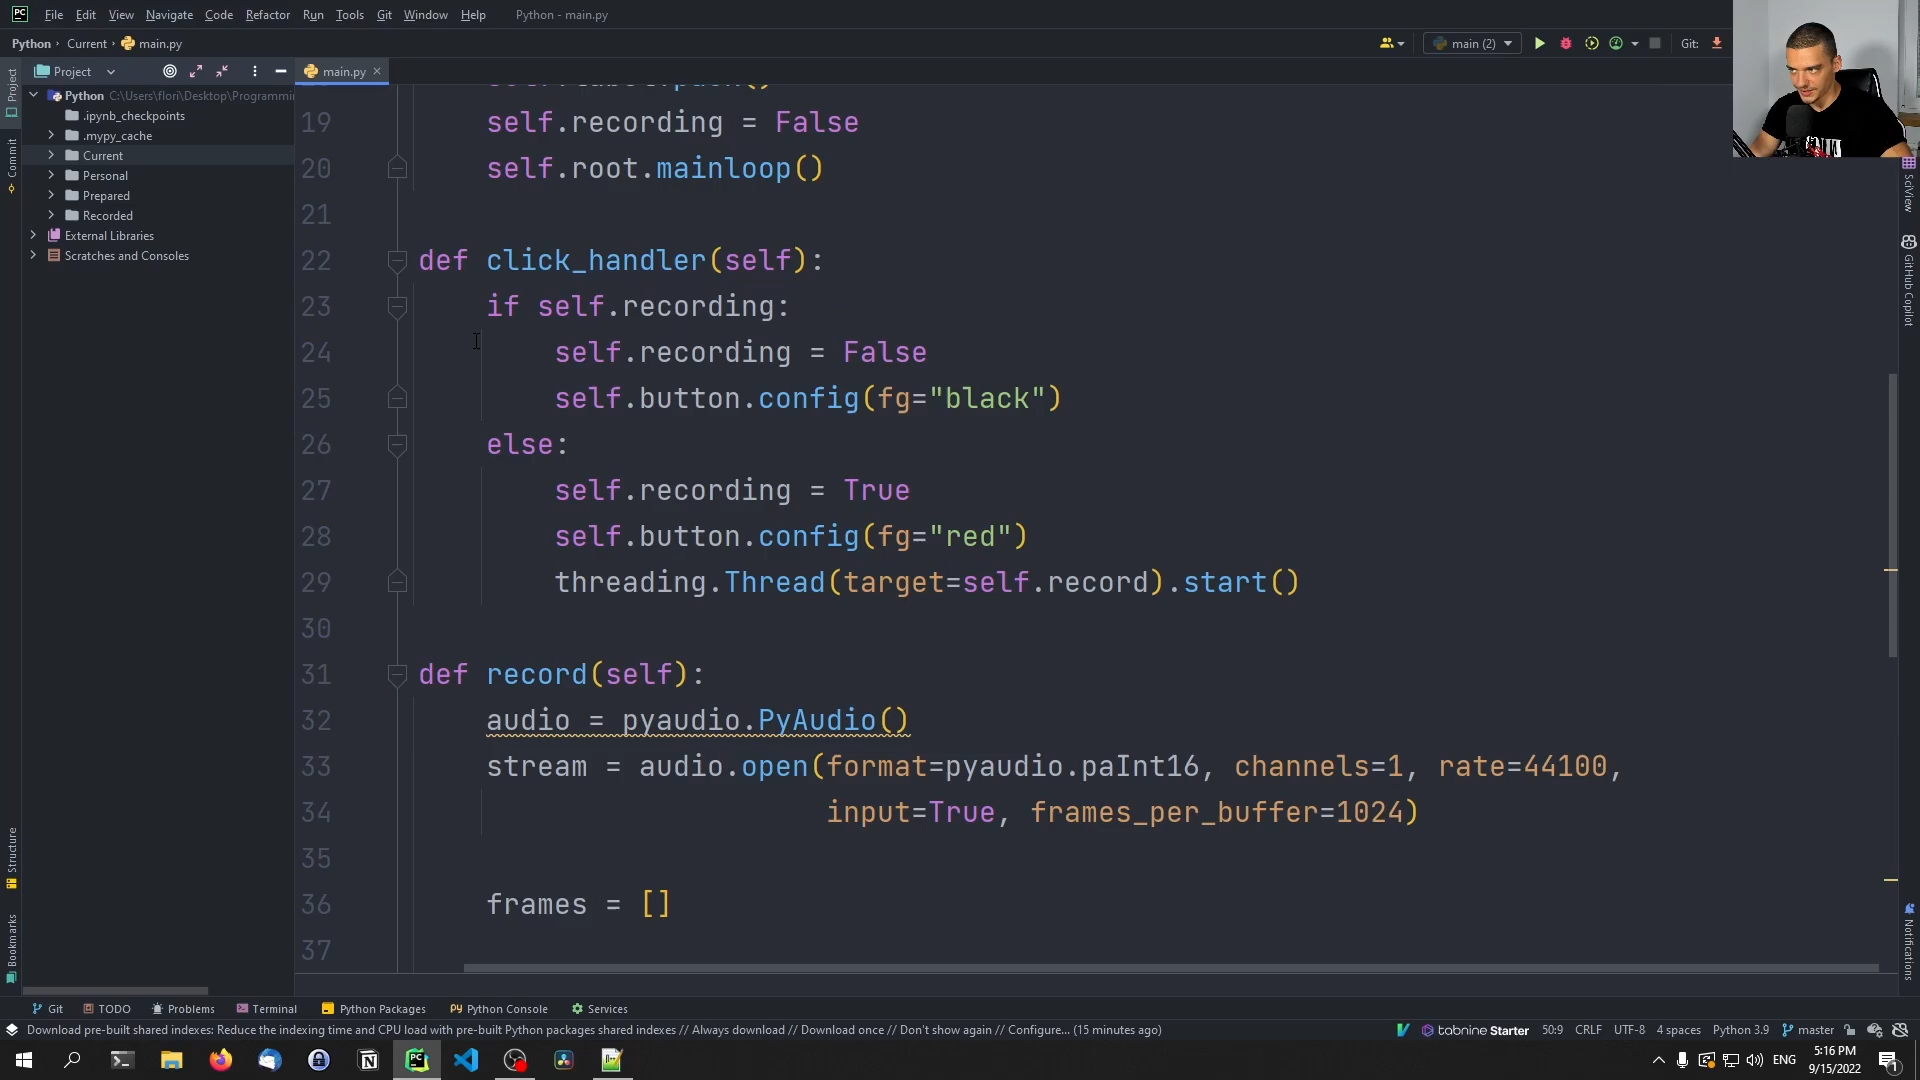 File Edit View Navigate Code Refactor Run Tools Git Window Help Python - main.py
Python Current main.py
main (2) Git:
Project
main.py
Python C:\Users\flori\Desktop\Programmi
.ipynb_checkpoints
.mypy_cache
Current
Personal
Prepared
Recorded
External Libraries
Scratches and Consoles
19 self.recording = False
20 self.root.mainloop()
21
22 def click_handler(self):
23 if self.recording:
24 self.recording = False
25 self.button.config(fg="black")
26 else:
27 self.recording = True
28 self.button.config(fg="red")
29 threading.Thread(target=self.record).start()
30
31 def record(self):
32 audio = pyaudio.PyAudio()
33 stream = audio.open(format=pyaudio.paInt16, channels=1, rate=44100,
34 input=True, frames_per_buffer=1024)
35
36 frames = []
37
Project
Commit
Structure
Bookmarks
SciView
GitHub Copilot
Notifications
Git TODO Problems Terminal Python Packages Python Console Services
Download pre-built shared indexes: Reduce the indexing time and CPU load with pre-built Python packages shared indexes // Always download // Download once // Don't show again // Configure... (15 minutes ago)
tabnine Starter 50:9 CRLF UTF-8 4 spaces Python 3.9 master
ENG
5:16 PM
9/15/2022